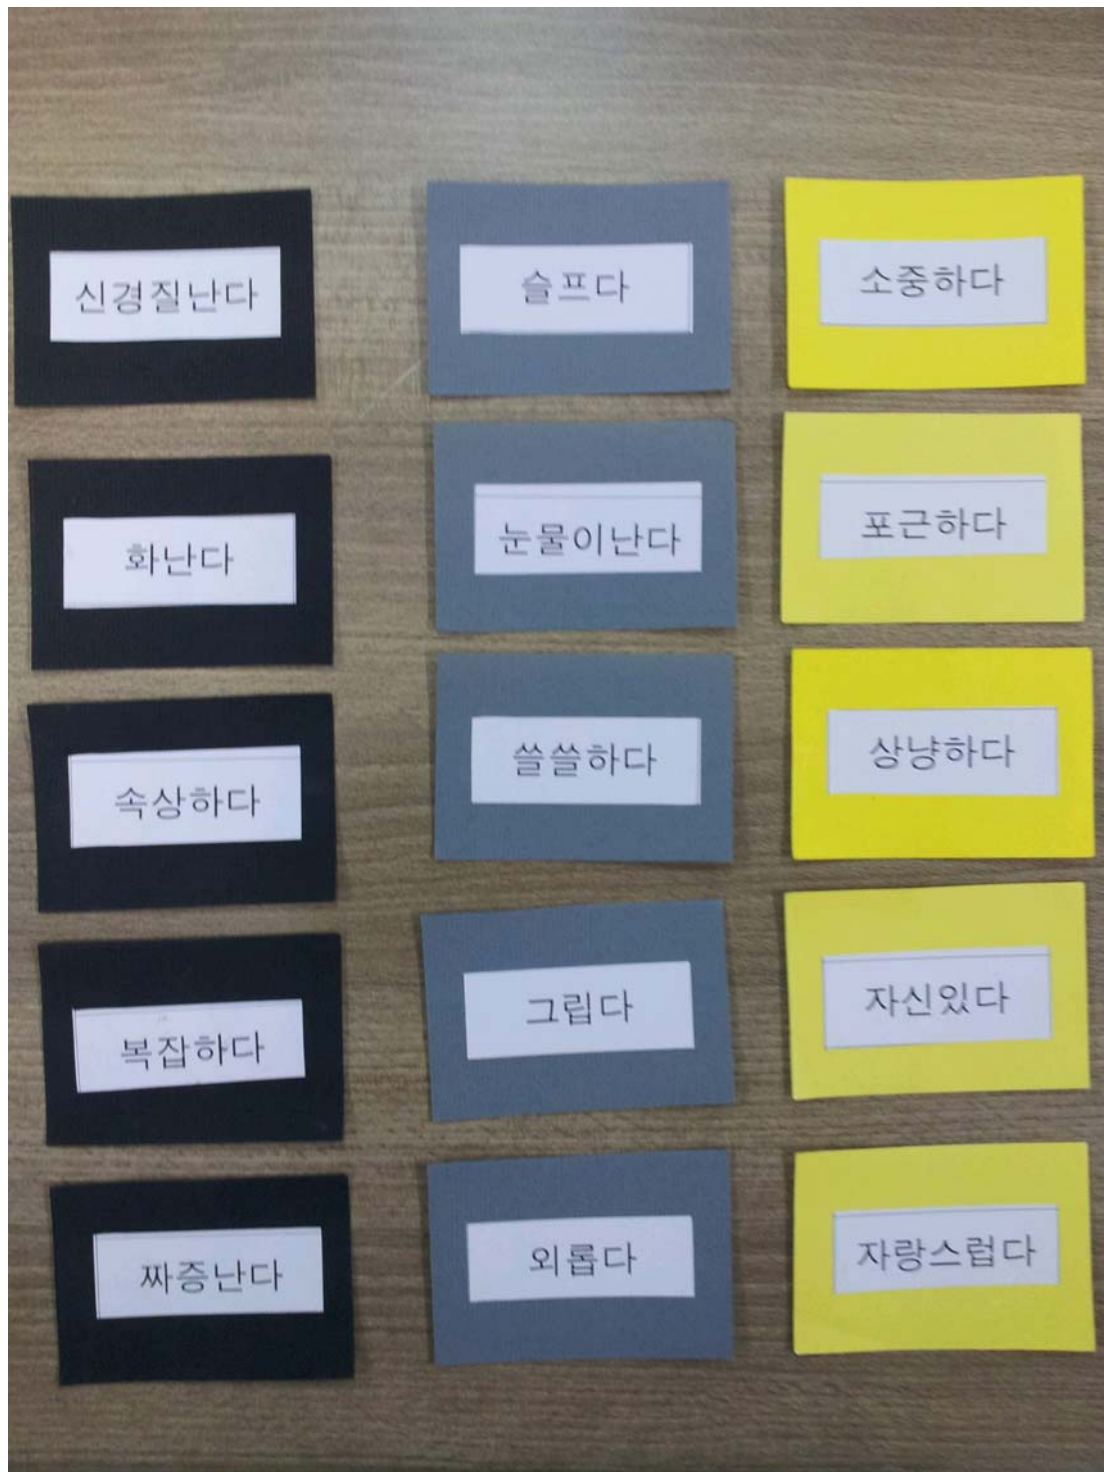 신경질난다
화난다
속상하다
복잡하다
짜증난다
슬프다
눈물이난다
쓸쓸하다
그립다
외롭다
소중하다
포근하다
상냥하다
자신있다
자랑스럽다